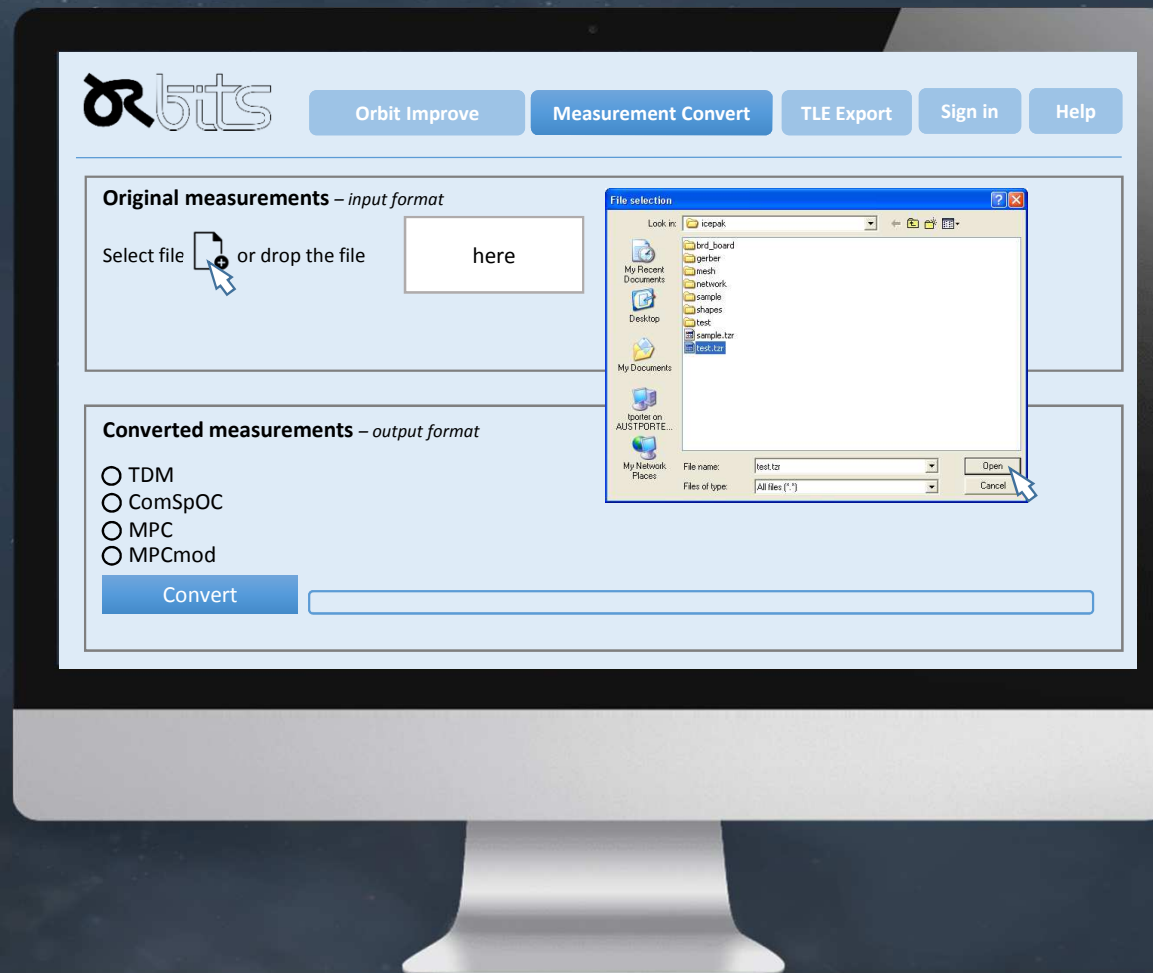 ORbits
Orbit Improve
Measurement Convert
TLE Export
Sign in
Help
Original measurements – input format
Select file or drop the file
here
File selection
Look in: icepak
brd_board
gerber
mesh
network
sample
shapes
test
sample.tzr
test.tzr
My Recent
Documents
Desktop
My Documents
tporter on
AUSTPORTE...
My Network
Places
File name: test.tzr
Open
Files of type: All files (*.*)
Cancel
Converted measurements – output format
TDM
ComSpOC
MPC
MPCmod
Convert